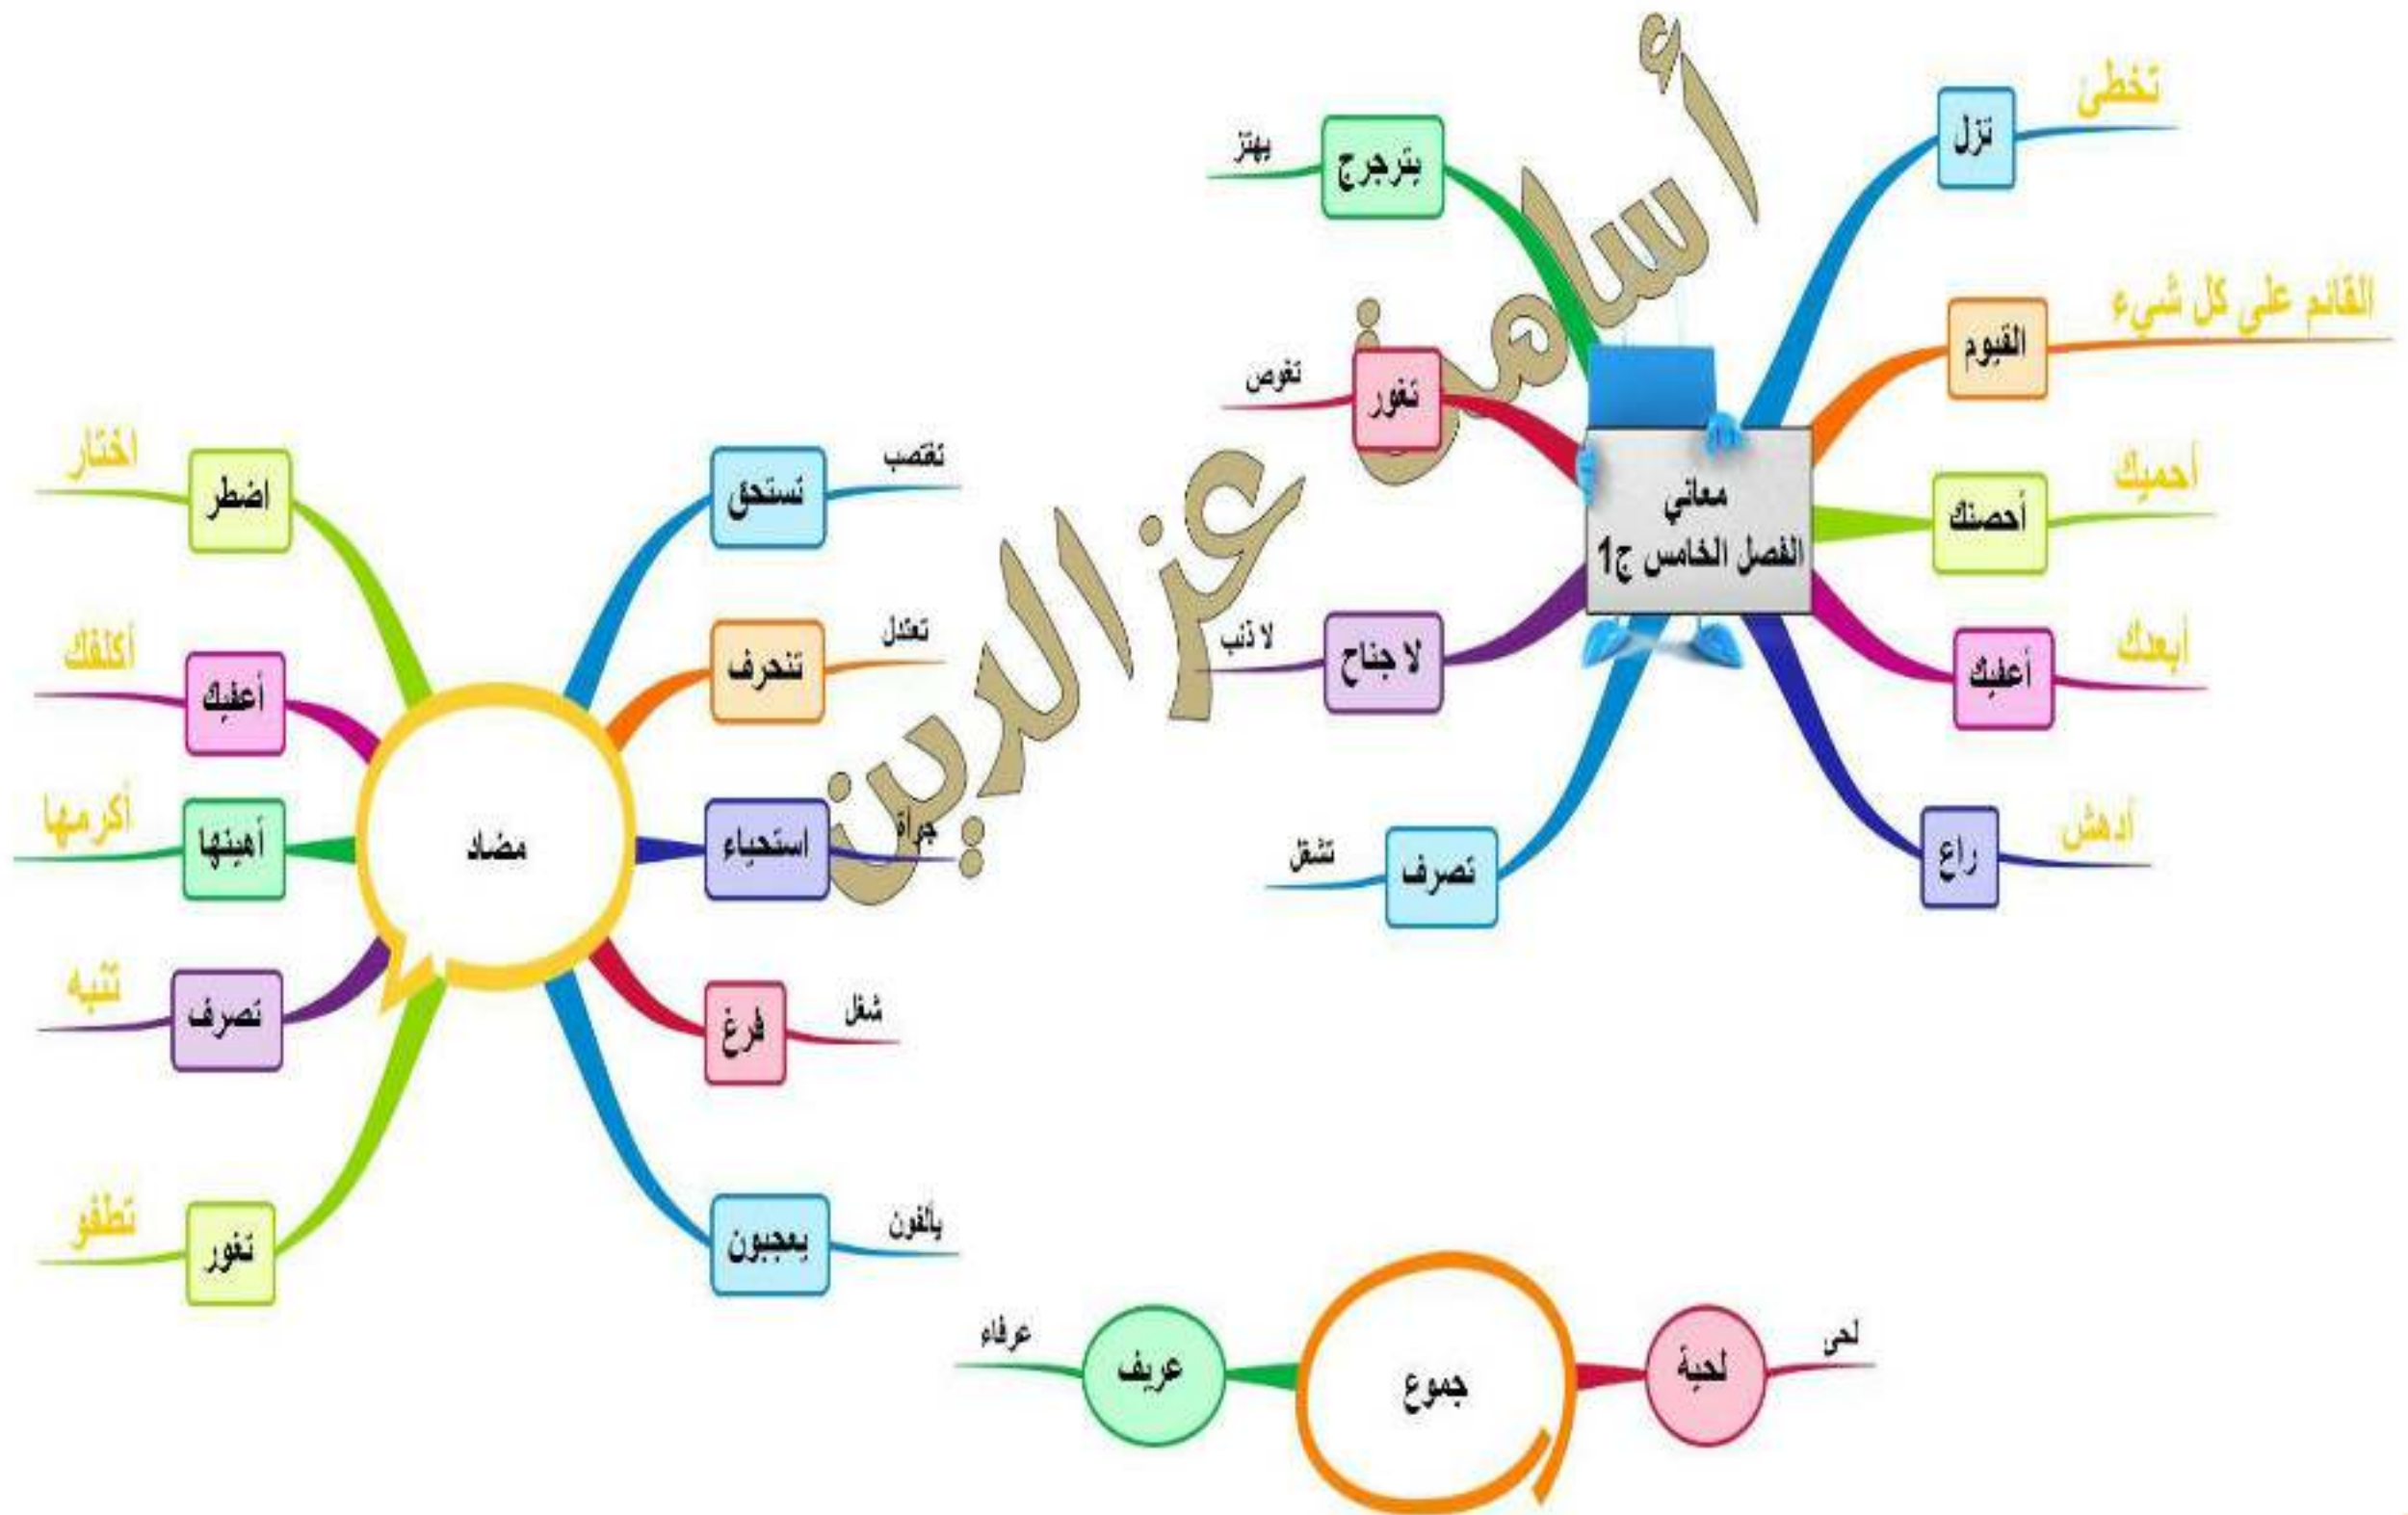 أسامة عز الدين
معاني
الفصل الخامس ج1
تزل
تخطئ
القيوم
القائم على كل شيء
أحصنك
أحميك
أعفيك
أبعدك
راع
أدهش
يترجرج
يهتز
تغور
تغوص
لا جناح
لا ذنب
تصرف
تشغل
مضاد
تستحق
تغتصب
تنحرف
تعتدل
استحياء
جرأة
فرغ
شغل
يعجبون
يألفون
اضطر
اختار
أعفيك
أكلفك
أهينها
أكرمها
تصرف
تنبه
تغور
تطفو
جموع
لحية
لحى
عريف
عرفاء